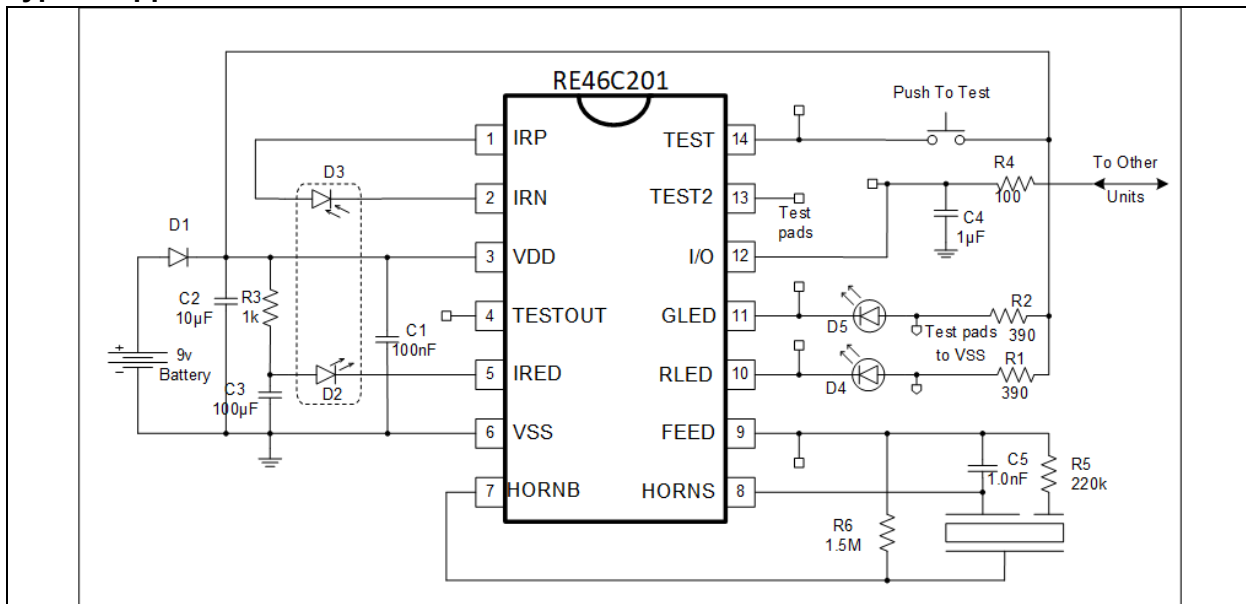 RE46C201
Push To Test
1 IRP
TEST 14
R4
100
To Other
Units
D3
2 IRN
TEST2 13
Test
pads
C4
1µF
D1
3 VDD
I/O 12
C2
10µF
R3
1k
C1
100nF
4 TESTOUT
GLED 11
D5
Test pads
to VSS
R2
390
+
9v
Battery
−
D2
5 IRED
RLED 10
D4
R1
390
C3
100µF
6 VSS
FEED 9
C5
1.0nF
R5
220k
7 HORNB
HORNS 8
R6
1.5M